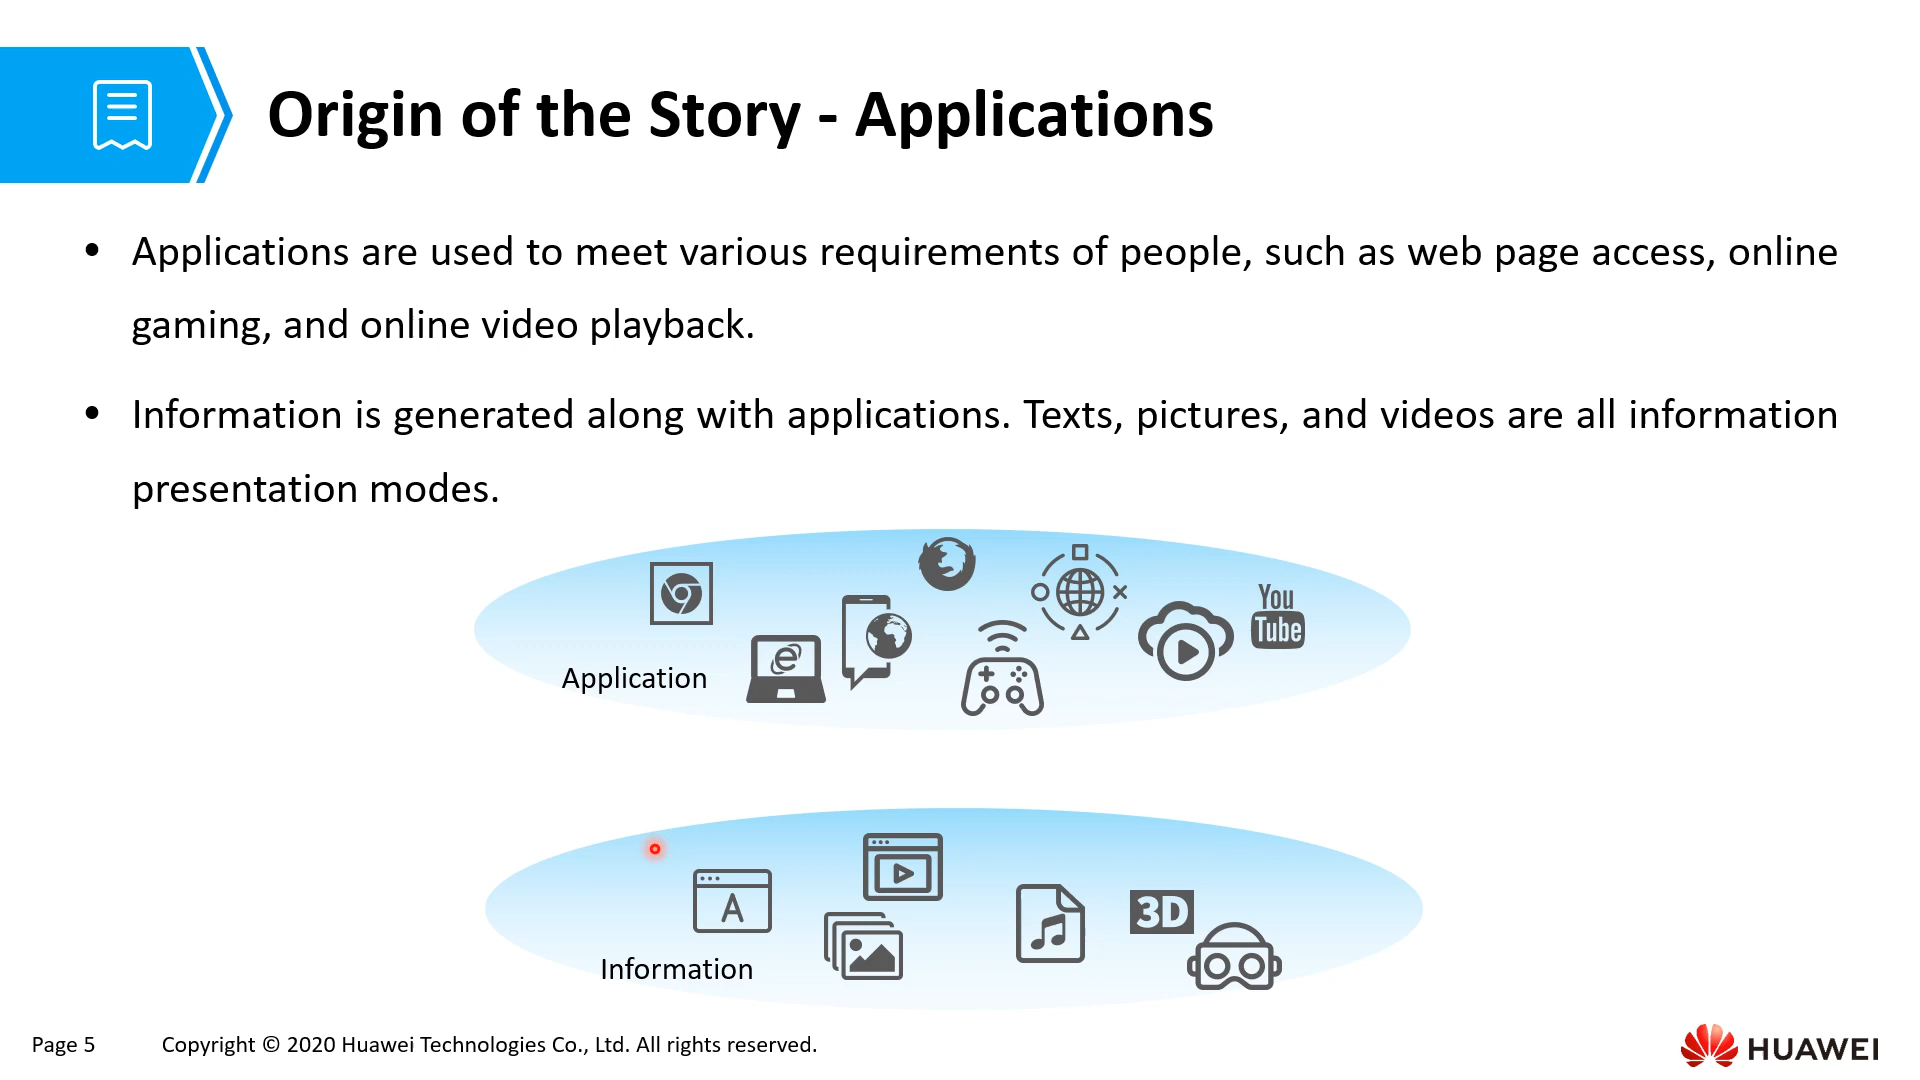 Origin of the Story - Applications
• Applications are used to meet various requirements of people, such as web page access, online
gaming, and online video playback.
• Information is generated along with applications. Texts, pictures, and videos are all information
presentation modes.
You
Tube
e
Application
A
3D
Information
Page 5
Copyright © 2020 Huawei Technologies Co., Ltd. All rights reserved.
HUAWEI